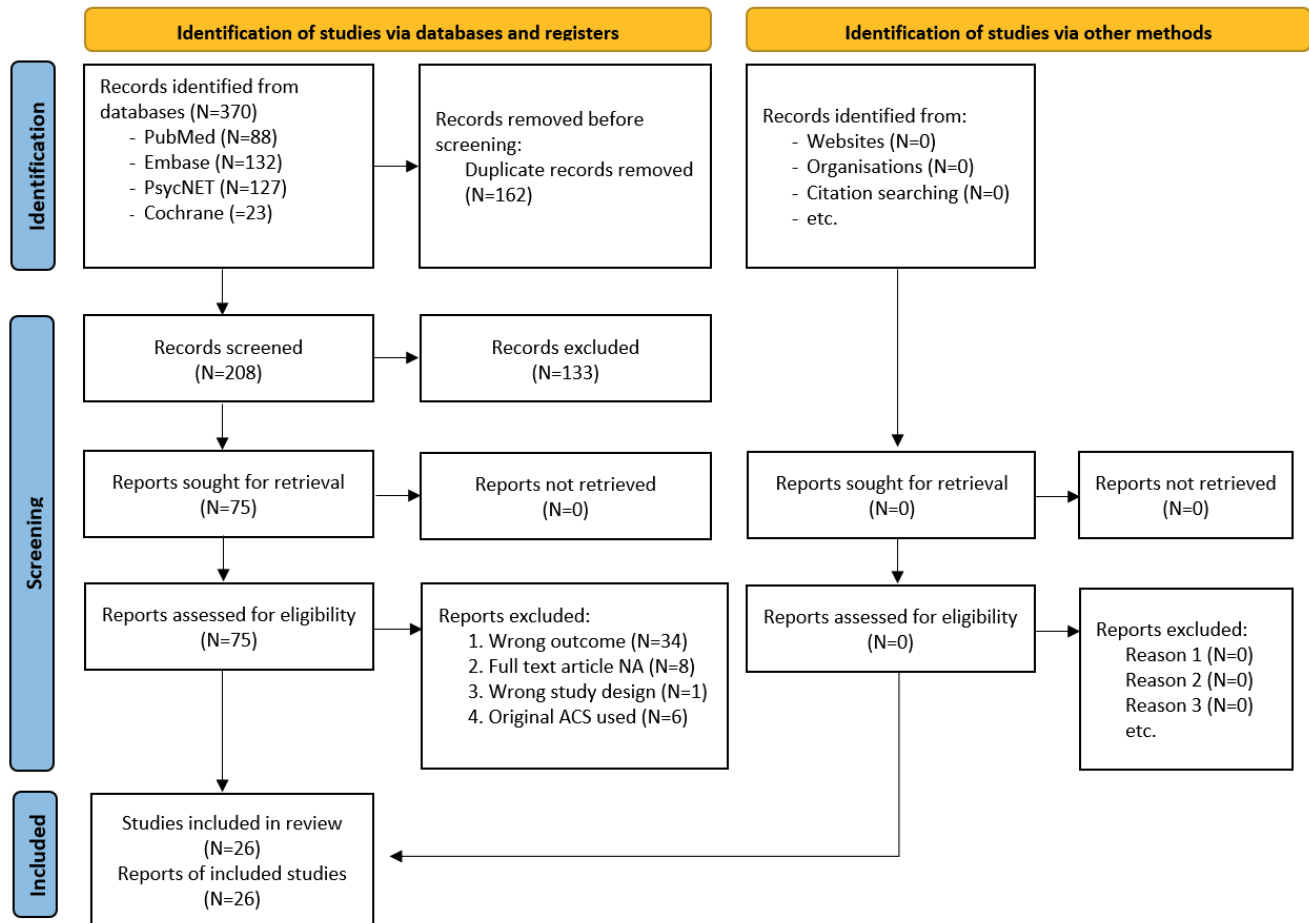 Identification of studies via databases and registers
Identification of studies via other methods
Identification
Records identified from
databases (N=370)
- PubMed (N=88)
- Embase (N=132)
- PsycNET (N=127)
- Cochrane (=23)
Records removed before
screening:
Duplicate records removed
(N=162)
Records identified from:
- Websites (N=0)
- Organisations (N=0)
- Citation searching (N=0)
- etc.
Screening
Records screened
(N=208)
Records excluded
(N=133)
Reports sought for retrieval
(N=75)
Reports not retrieved
(N=0)
Reports sought for retrieval
(N=0)
Reports not retrieved
(N=0)
Reports assessed for eligibility
(N=75)
Reports excluded:
1. Wrong outcome (N=34)
2. Full text article NA (N=8)
3. Wrong study design (N=1)
4. Original ACS used (N=6)
Reports assessed for eligibility
(N=0)
Reports excluded:
Reason 1 (N=0)
Reason 2 (N=0)
Reason 3 (N=0)
etc.
Included
Studies included in review
(N=26)
Reports of included studies
(N=26)